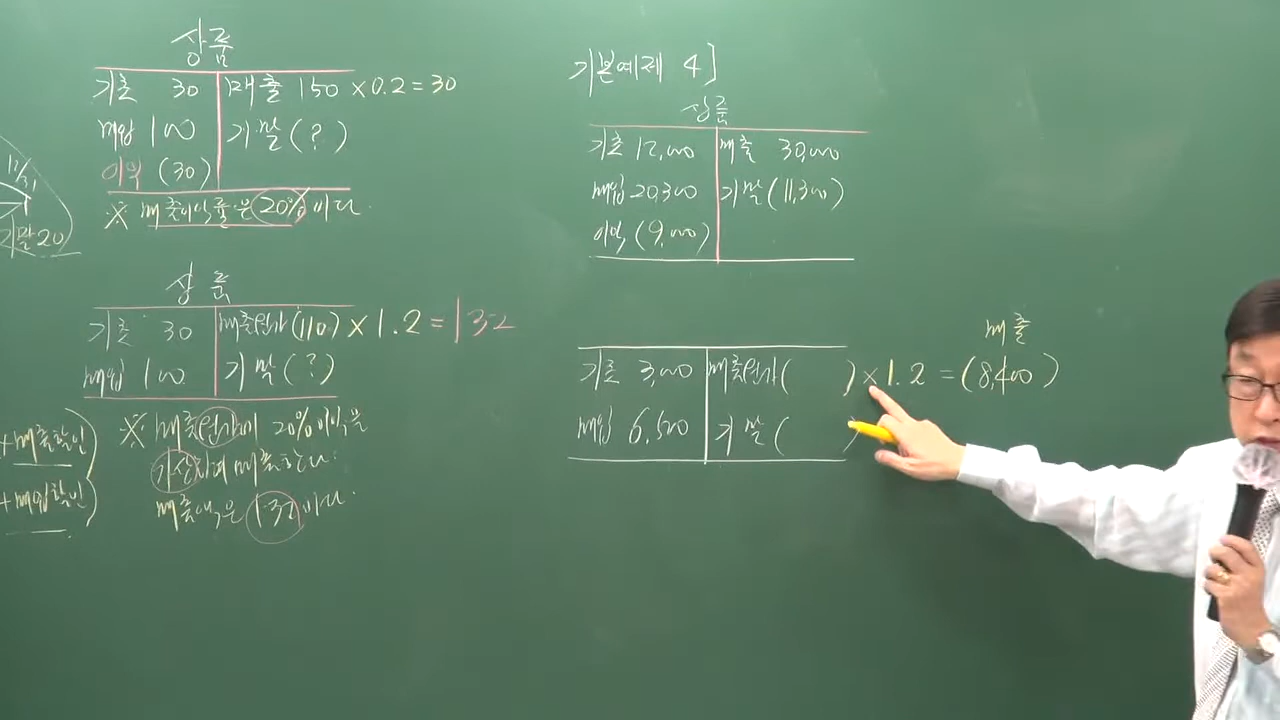 상품
기초 30 매출 150 × 0.2 = 30
매입 100 기말 (?)
이익 (30)
※ 매출이익률은 20%이다.
12/31
기말 20
상품
기초 30 매출원가 (110) × 1.2 = 132
매입 100 기말 (?)
※ 매출원가에 20% 이익을
가산하여 매출한다.
매출액은 132이다.
+매출할인
+매입할인
기본예제 4]
상품
기초 12,000 매출 30,000
매입 20,300 기말 (11,300)
이익 (9,000)
매출
기초 3,000 매출원가 ( ) × 1.2 = (8,400)
매입 6,500 기말 ( )